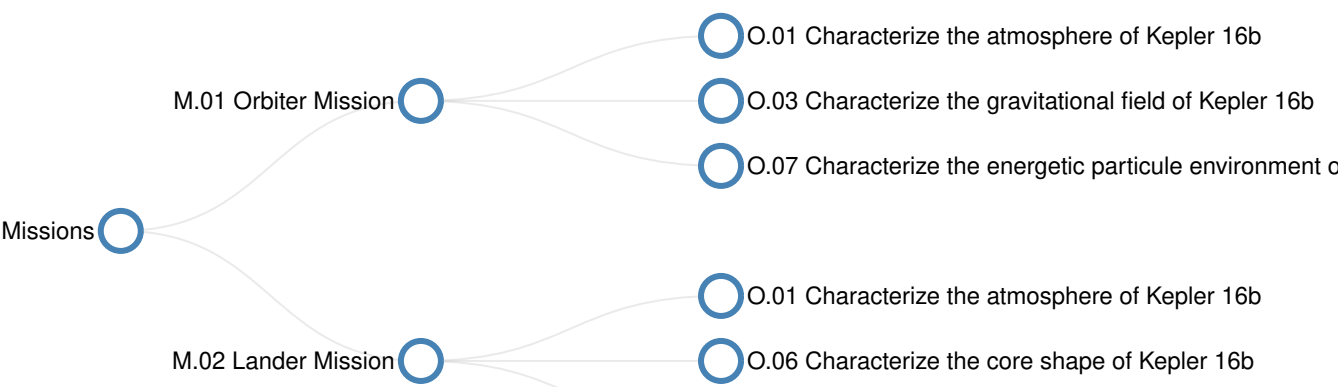 Missions
M.01 Orbiter Mission
O.01 Characterize the atmosphere of Kepler 16b
O.03 Characterize the gravitational field of Kepler 16b
O.07 Characterize the energetic particule environment o
M.02 Lander Mission
O.01 Characterize the atmosphere of Kepler 16b
O.06 Characterize the core shape of Kepler 16b